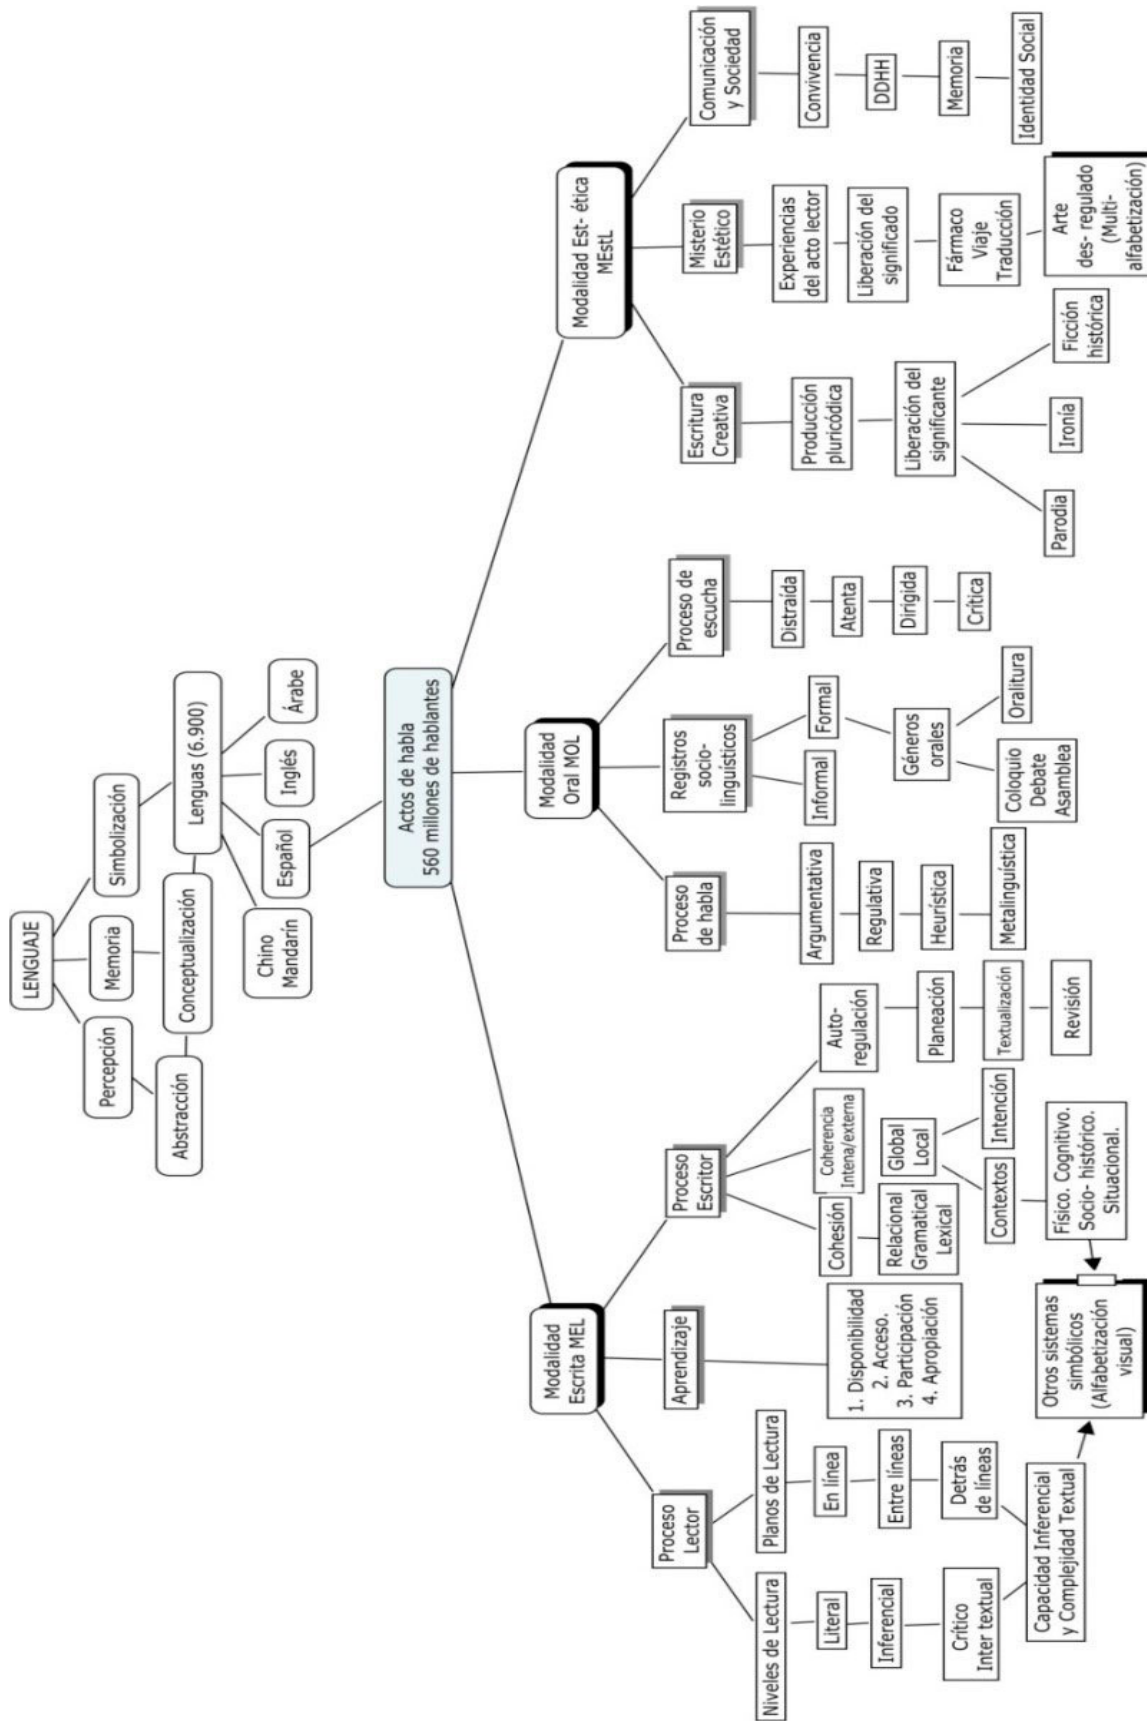 LENGUAJE
Percepción
Memoria
Simbolización
Abstracción
Conceptualización
Lenguas (6.900)
Chino
Mandarín
Español
Inglés
Árabe
Actos de habla
560 millones de hablantes
Modalidad
Escrita MEL
Proceso
Lector
Niveles de Lectura
Literal
Inferencial
Crítico
Inter textual
Planos de Lectura
En línea
Entre líneas
Detrás
de líneas
Capacidad Inferencial
y Complejidad Textual
Aprendizaje
1. Disponibilidad
2. Acceso.
3. Participación
4. Apropiación
Proceso
Escritor
Cohesión
Relacional
Gramatical
Lexical
Coherencia
Intena/externa
Global
Local
Contextos
Intención
Físico. Cognitivo.
Socio- histórico.
Situacional.
Otros sistemas
simbólicos
(Alfabetización
visual)
Auto-
regulación
Planeación
Textualización
Revisión
Modalidad
Oral MOL
Proceso
de habla
Argumentativa
Regulativa
Heurística
Metalinguística
Registros
socio-
linguísticos
Informal
Formal
Géneros
orales
Coloquio
Debate
Asamblea
Oralitura
Proceso de
escucha
Distraída
Atenta
Dirigida
Crítica
Modalidad Est- ética
MEstL
Escritura
Creativa
Producción
pluricódica
Liberación del
significante
Parodia
Ironía
Ficción
histórica
Misterio
Estético
Experiencias
del acto lector
Liberación del
significado
Fármaco
Viaje
Traducción
Arte
des- regulado
(Multi-
alfabetización)
Comunicación
y Sociedad
Convivencia
DDHH
Memoria
Identidad Social